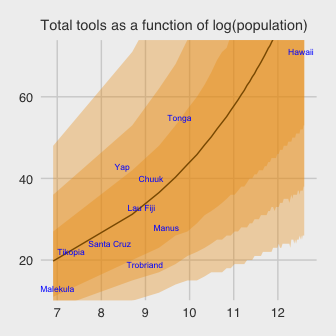 Total tools as a function of log(population)
Hawaii
60
Tonga
Yap
40
Chuuk
Lau Fiji
Manus
Santa Cruz
Tikopia
20
Trobriand
Malekula
7 8 9 10 11 12